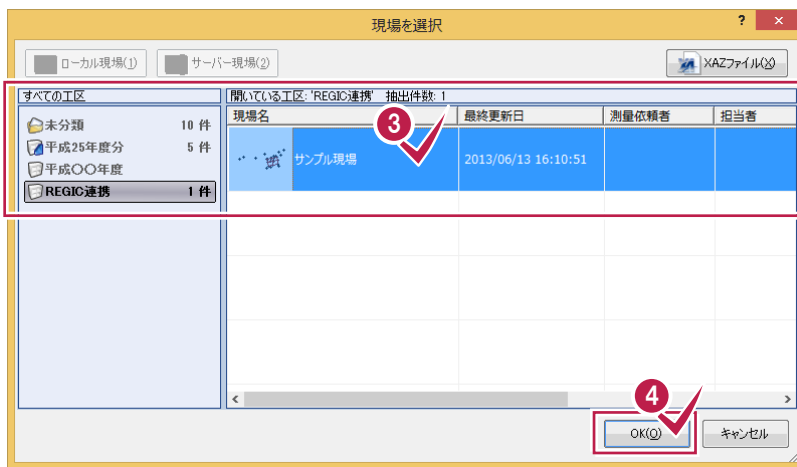 現場を選択
? ×
ローカル現場(1) サーバー現場(2) XAZファイル(X)
すべての工区
未分類 10 件
平成25年度分 5 件
平成〇〇年度
REGIC連携 1 件
開いている工区: 'REGIC連携' 抽出件数: 1
現場名 最終更新日 測量依頼者 担当者
サンプル現場 2013/06/13 16:10:51
3
4
OK(O) キャンセル